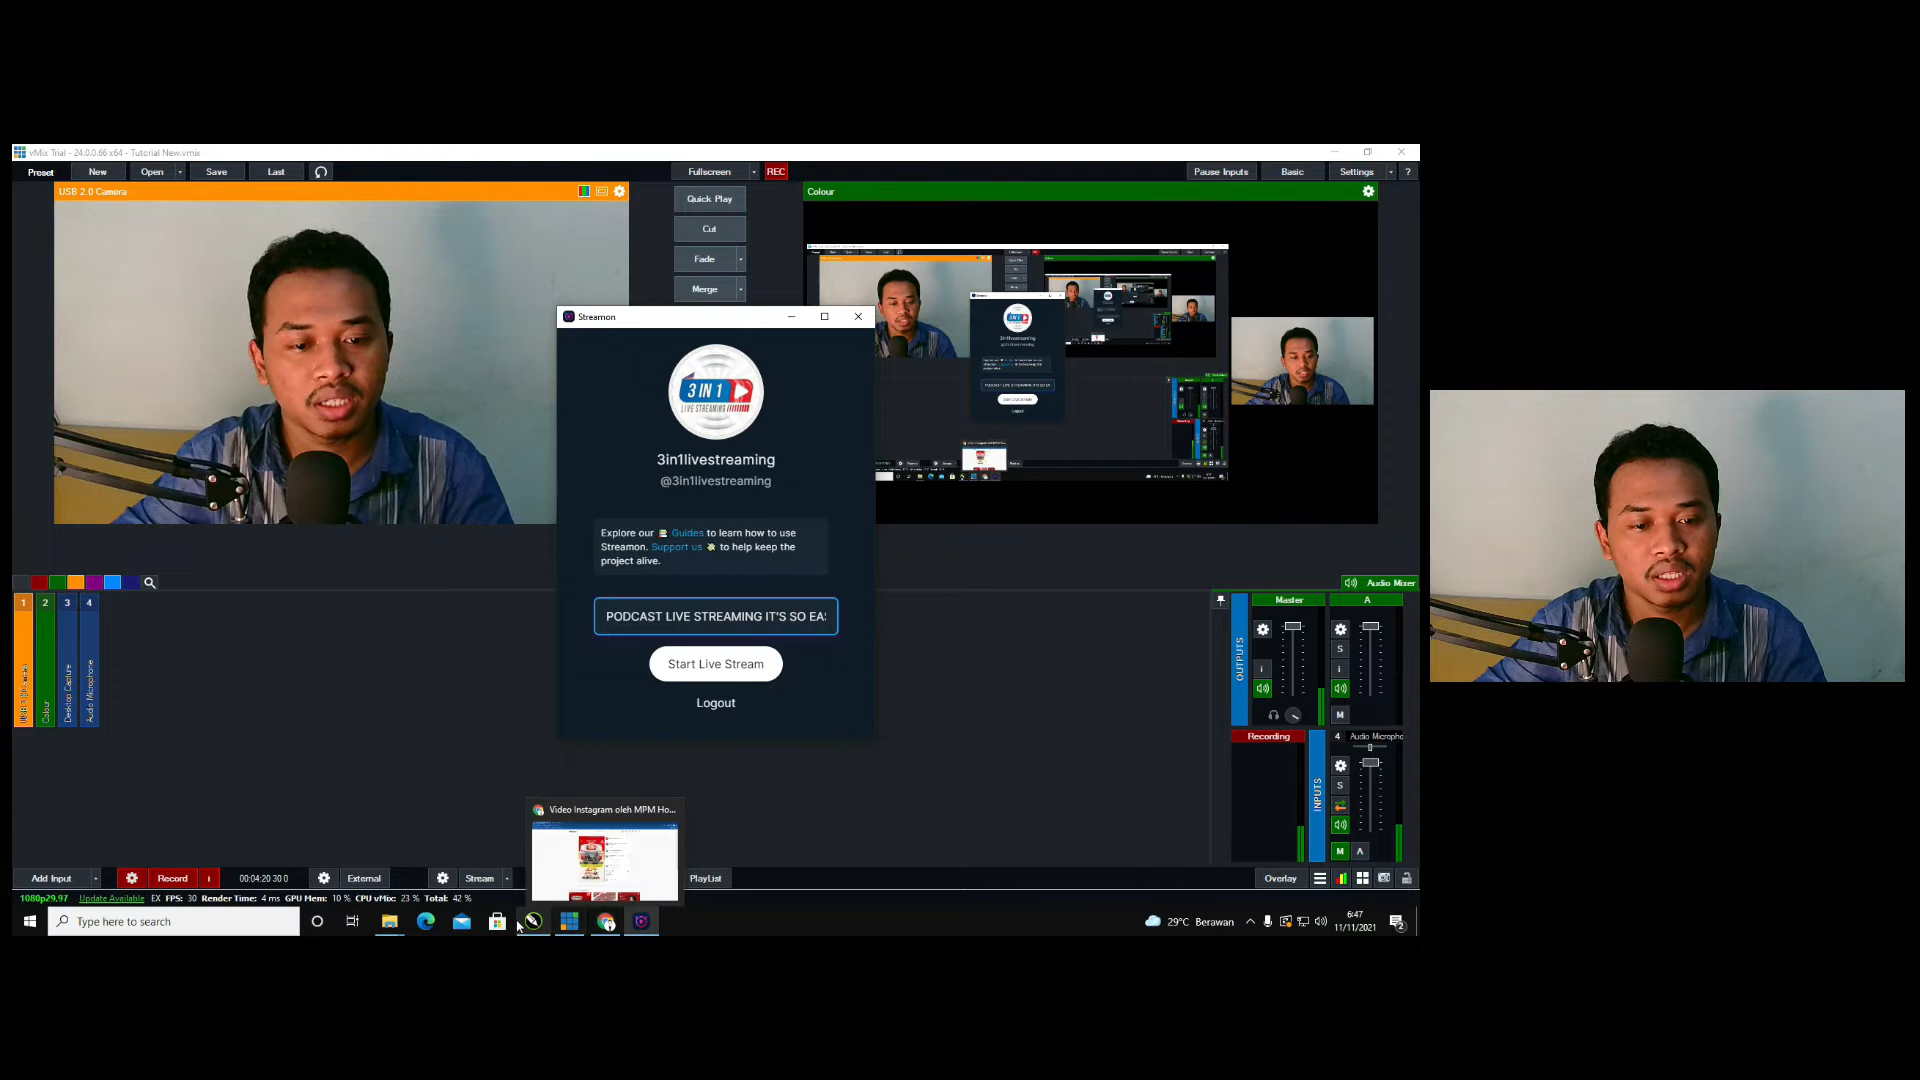 vMix Trial - 24.0.0.66 x64 - Tutorial New.vmix
Preset New Open Save Last Fullscreen REC Pause Inputs Basic Settings ?
USB 2.0 Camera
Colour
Quick Play
Cut
Fade
Merge
Streamon
3 IN 1
LIVE STREAMING
3in1livestreaming
@3in1livestreaming
Explore our Guides to learn how to use
Streamon. Support us to help keep the
project alive.
PODCAST LIVE STREAMING IT'S SO EA
Start Live Stream
Logout
Audio Mixer
1 2 3 4
Colour
Desktop Capture
Audio Microphone
Master A
OUTPUTS
S
i i
M
Recording 4 Audio Micropho
INPUTS
S
M A
Video Instagram oleh MPM Ho...
Add Input Record i 00:04:20 30 0 External Stream PlayList Overlay
1080p29.97 Update Available EX FPS: 30 Render Time: 4 ms GPU Mem: 10 % CPU vMix: 23 % Total: 42 %
Type here to search
29°C Berawan
6:47
11/11/2021
2